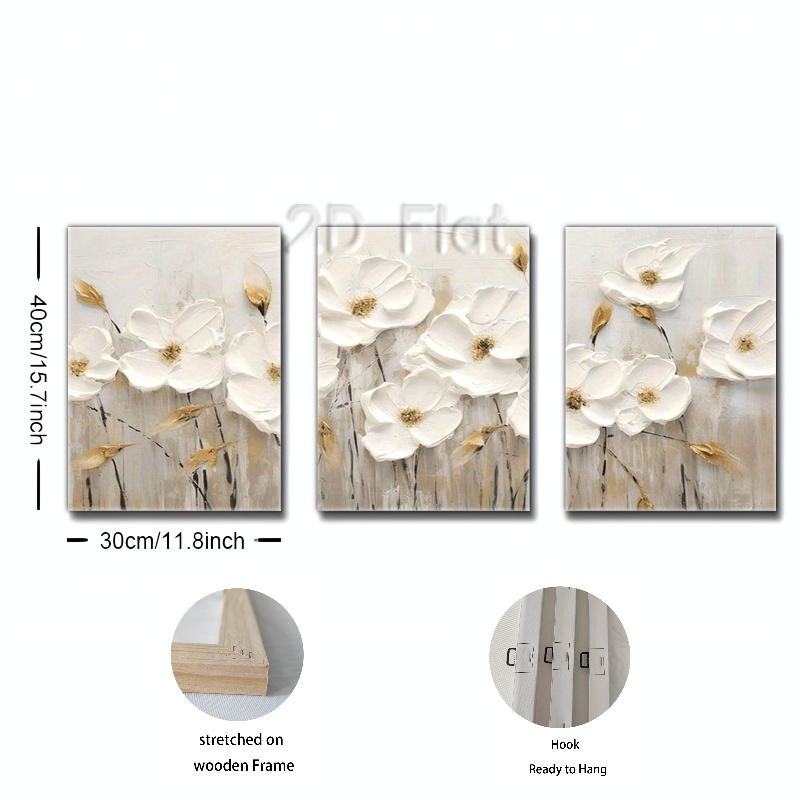 2D Flat
40cm/15.7inch
30cm/11.8inch
stretched on
wooden Frame
Hook
Ready to Hang